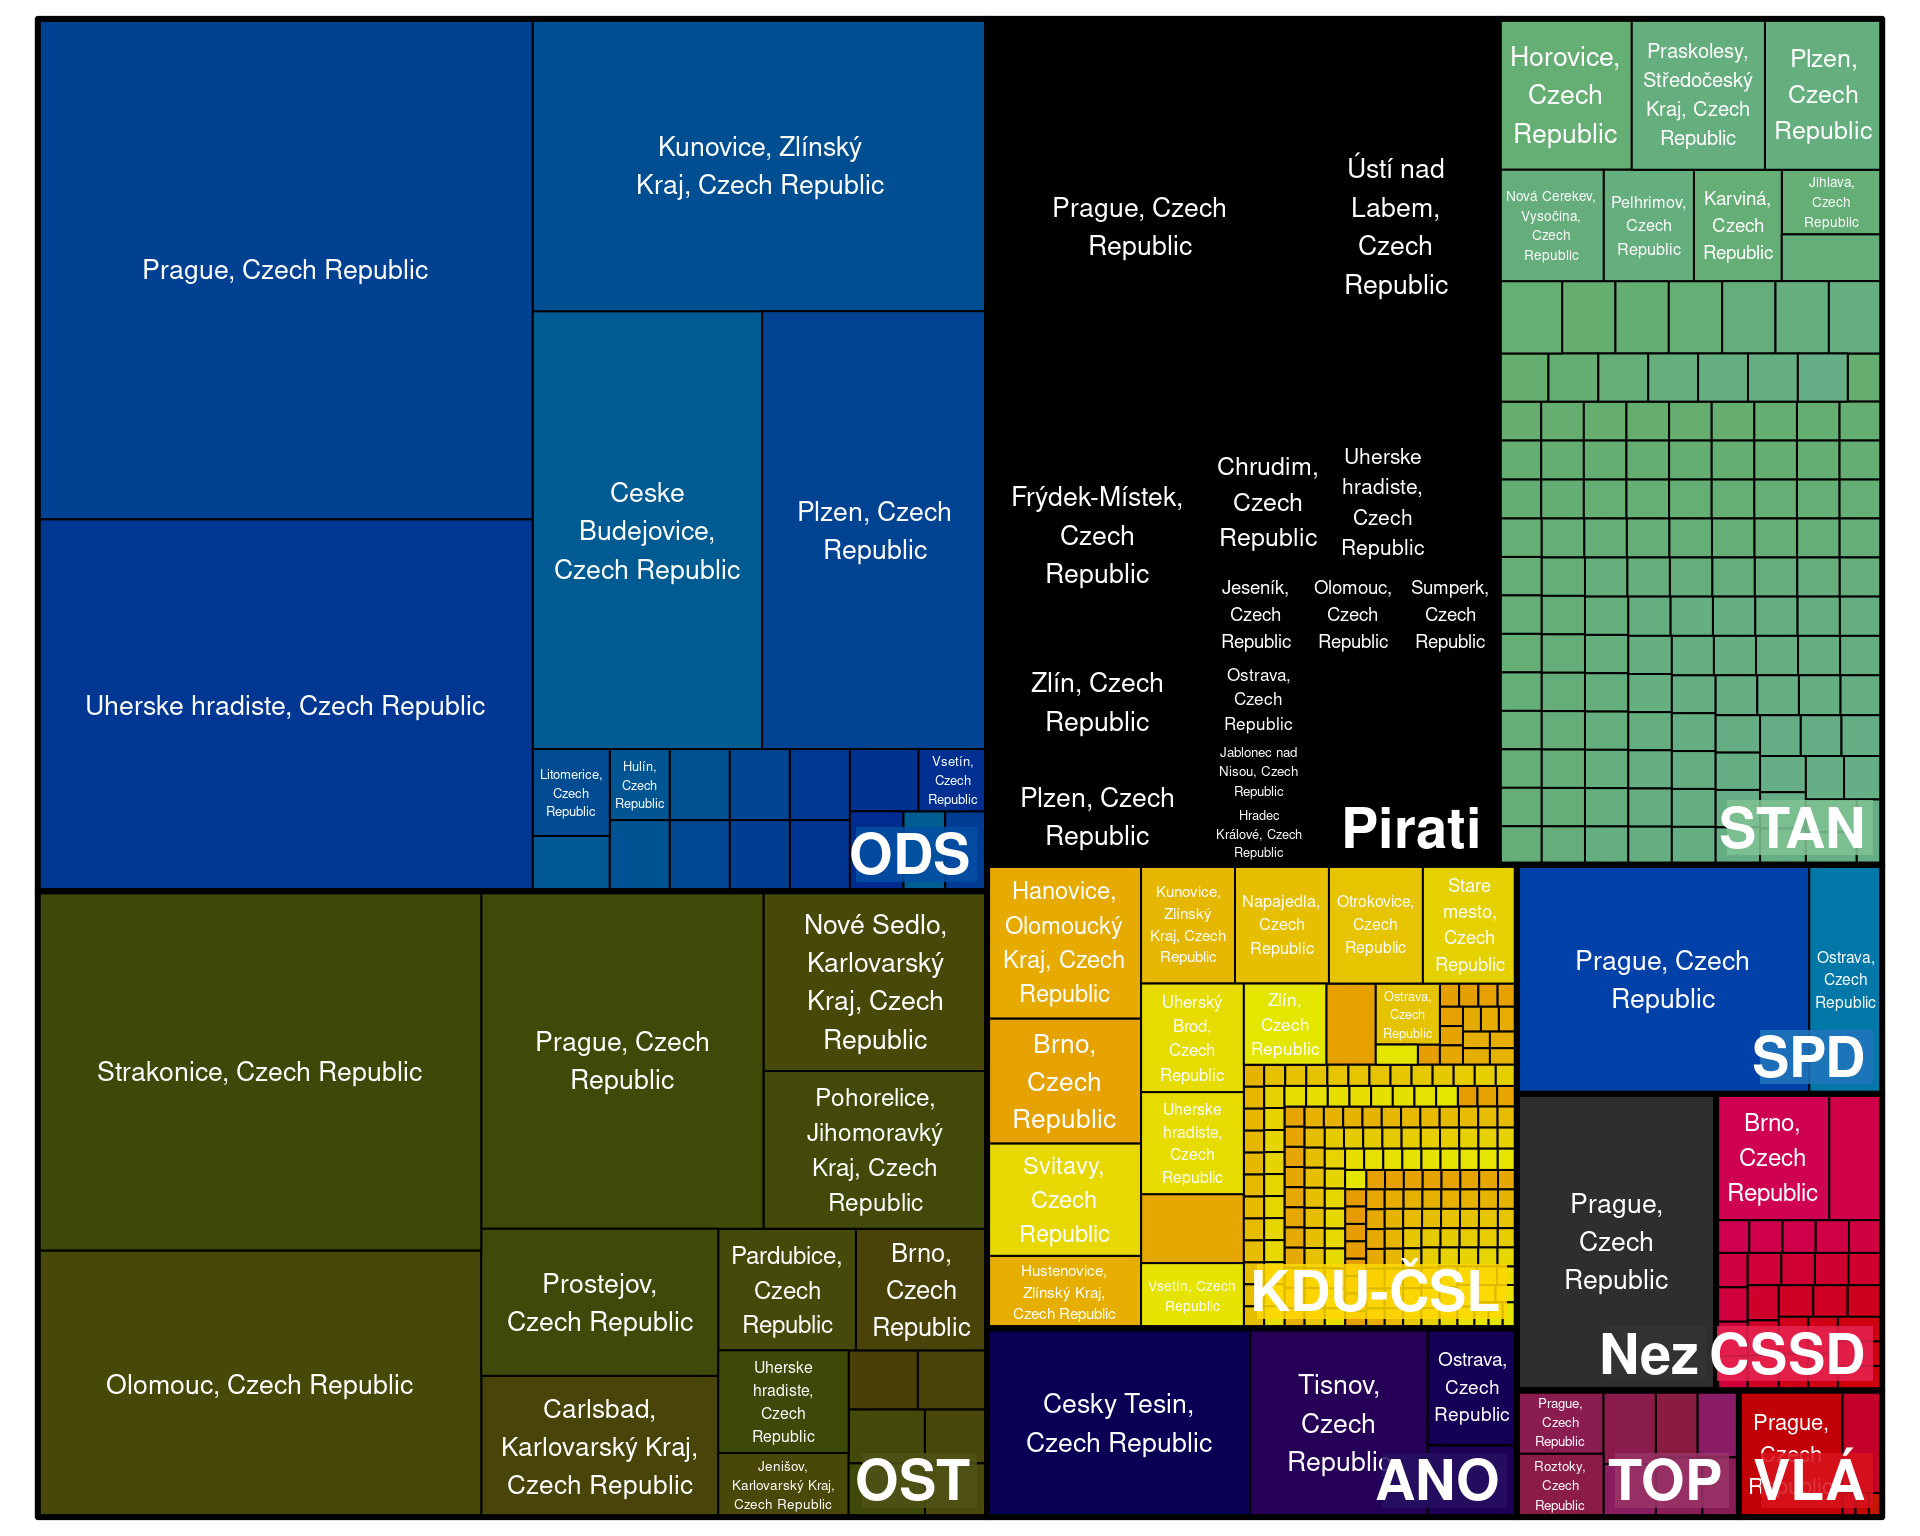 Prague, Czech Republic
Kunovice, Zlínský
Kraj, Czech Republic
Ceske
Budejovice,
Czech Republic
Plzen, Czech
Republic
Uherske hradiste, Czech Republic
Litomerice,
Czech
Republic
Hulín,
Czech
Republic
Vsetín,
Czech
Republic
ODS
Prague, Czech
Republic
Ústí nad
Labem,
Czech
Republic
Frýdek-Místek,
Czech
Republic
Chrudim,
Czech
Republic
Uherske
hradiste,
Czech
Republic
Jeseník,
Czech
Republic
Olomouc,
Czech
Republic
Sumperk,
Czech
Republic
Zlín, Czech
Republic
Ostrava,
Czech
Republic
Jablonec nad
Nisou, Czech
Republic
Plzen, Czech
Republic
Hradec
Králové, Czech
Republic
Pirati
Horovice,
Czech
Republic
Praskolesy,
Středočeský
Kraj, Czech
Republic
Plzen,
Czech
Republic
Nová Cerekev,
Vysočina,
Czech
Republic
Pelhrimov,
Czech
Republic
Karviná,
Czech
Republic
Jihlava,
Czech
Republic
STAN
Strakonice, Czech Republic
Prague, Czech
Republic
Nové Sedlo,
Karlovarský
Kraj, Czech
Republic
Pohorelice,
Jihomoravký
Kraj, Czech
Republic
Olomouc, Czech Republic
Prostejov,
Czech Republic
Pardubice,
Czech
Republic
Brno,
Czech
Republic
Carlsbad,
Karlovarský Kraj,
Czech Republic
Uherske
hradiste,
Czech
Republic
Jenišov,
Karlovarský Kraj,
Czech Republic
OST
Hanovice,
Olomoucký
Kraj, Czech
Republic
Kunovice,
Zlínský
Kraj, Czech
Republic
Napajedla,
Czech
Republic
Otrokovice,
Czech
Republic
Stare
mesto,
Czech
Republic
Brno,
Czech
Republic
Uherský
Brod,
Czech
Republic
Zlín,
Czech
Republic
Ostrava,
Czech
Republic
Uherske
hradiste,
Czech
Republic
Svitavy,
Czech
Republic
Hustenovice,
Zlínský Kraj,
Czech Republic
Vsetín, Czech
Republic
KDU-ČSL
Prague, Czech
Republic
Ostrava,
Czech
Republic
SPD
Prague,
Czech
Republic
Nez
Brno,
Czech
Republic
CSSD
Cesky Tesin,
Czech Republic
Tisnov,
Czech
Republic
Ostrava,
Czech
Republic
ANO
Prague,
Czech
Republic
Roztoky,
Czech
Republic
TOP
Prague,
Czech
Republic
VLÁ